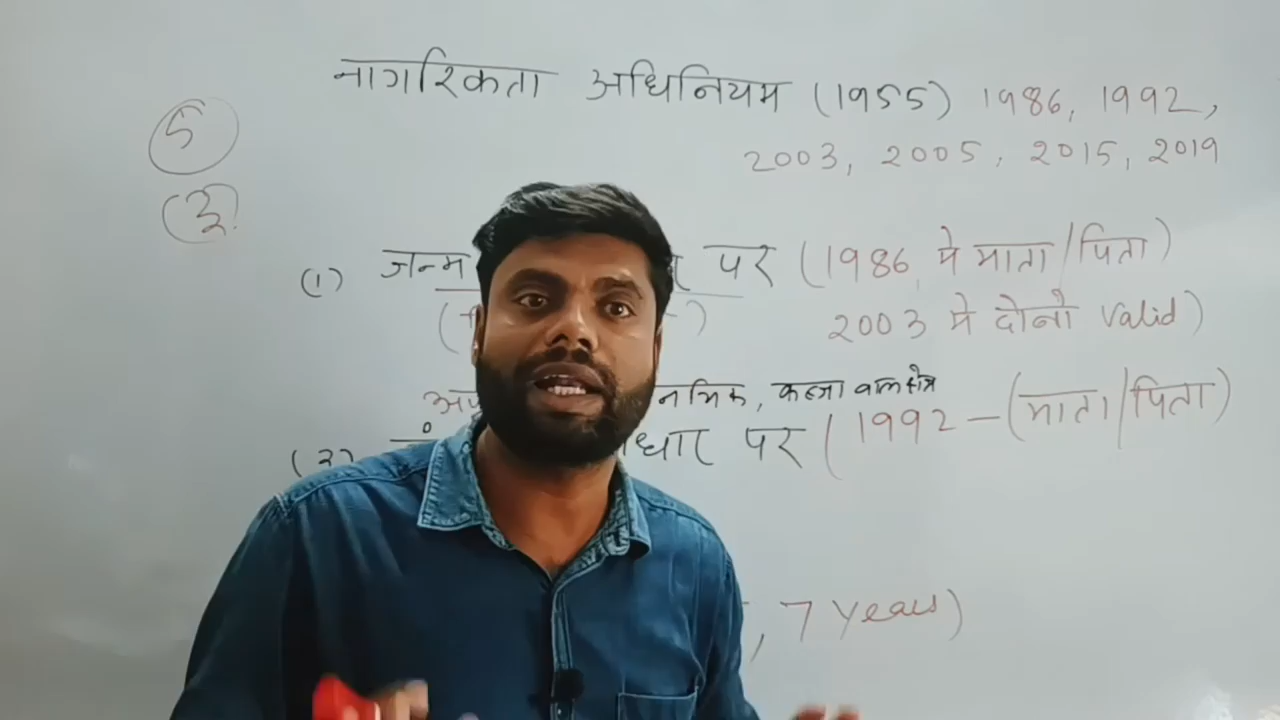 नागरिकता अधिनियम (1955) 1986, 1992,
2003, 2005, 2015, 2019
5
(3)
(1) जन्म पर (1986 मे माता/पिता)
2003 मे दोनो valid)
कब्जा वाला क्षेत्र
(2) पर (1992 – (माता/पिता)
, 7 Years)